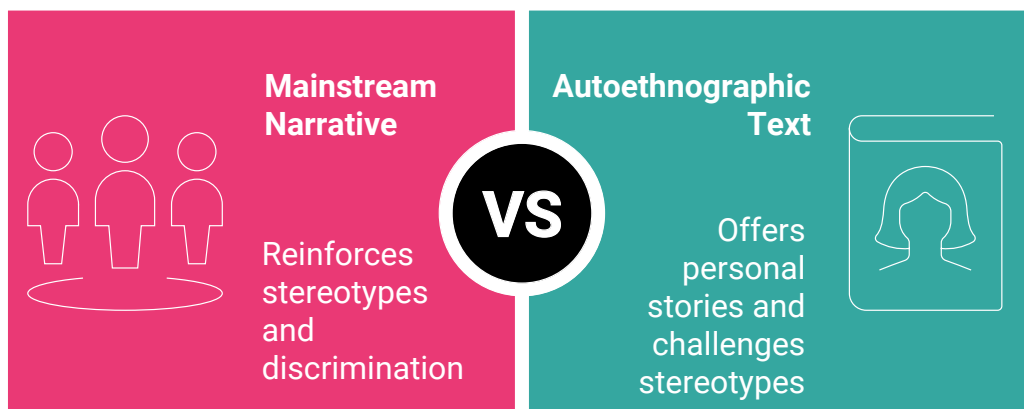 Mainstream
Narrative
Reinforces
stereotypes
and
discrimination
VS
Autoethnographic
Text
Offers
personal
stories and
challenges
stereotypes